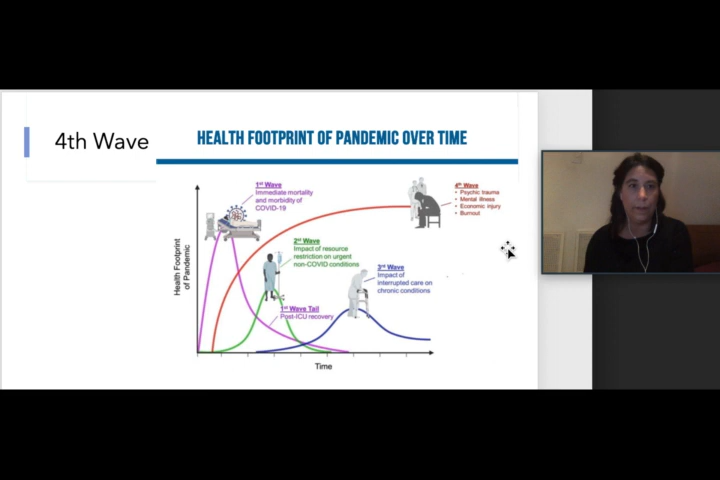 4th Wave
HEALTH FOOTPRINT OF PANDEMIC OVER TIME
1st Wave
Immediate mortality
and morbidity of
COVID-19
4th Wave
• Psychic trauma
• Mental illness
• Economic injury
• Burnout
2nd Wave
Impact of resource
restriction on urgent
non-COVID conditions
3rd Wave
Impact of
interrupted care on
chronic conditions
1st Wave Tail
Post-ICU recovery
Health Footprint
of Pandemic
Time